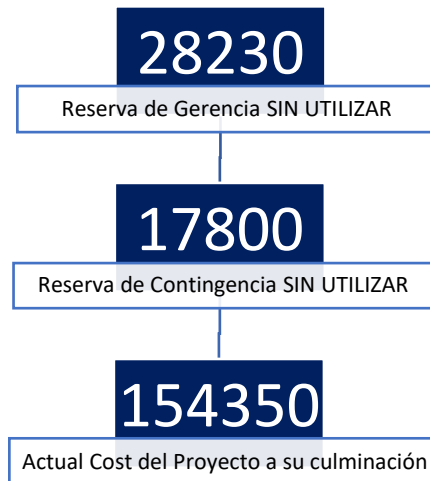 28230
Reserva de Gerencia SIN UTILIZAR
17800
Reserva de Contingencia SIN UTILIZAR
154350
Actual Cost del Proyecto a su culminación